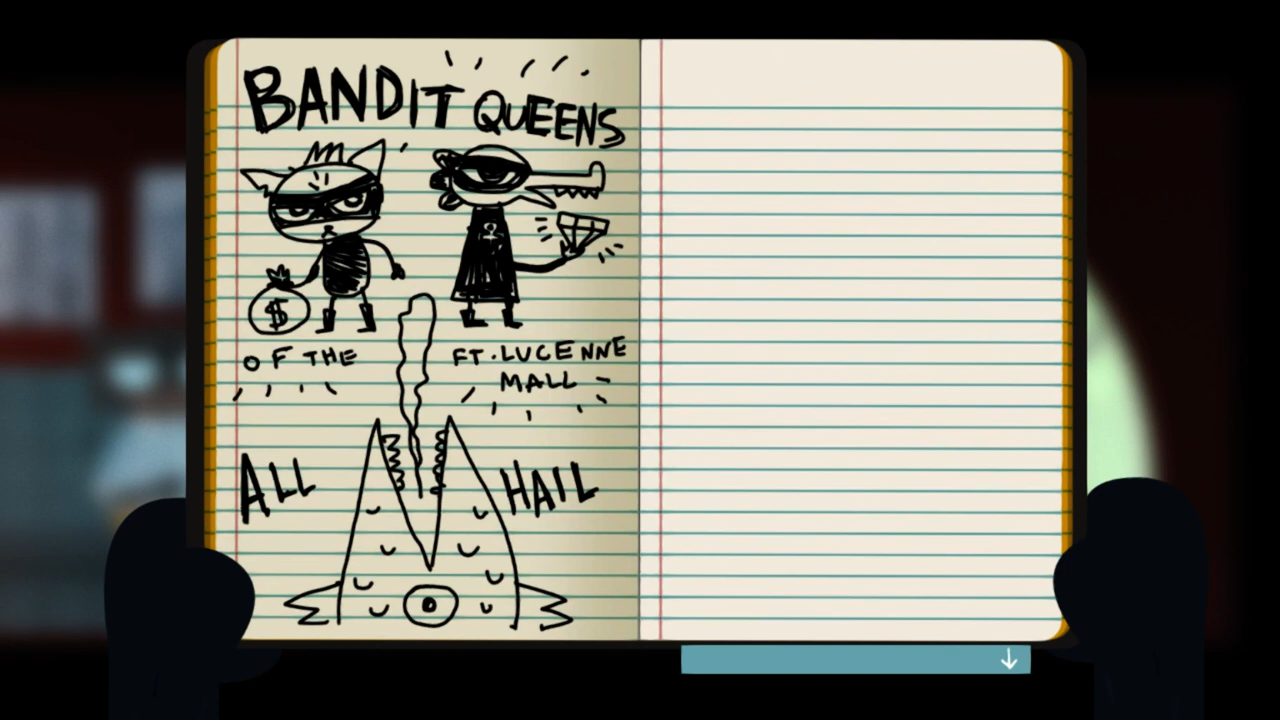 BANDIT QUEENS
$
OF THE FT. LUCENNE
MALL
ALL HAIL